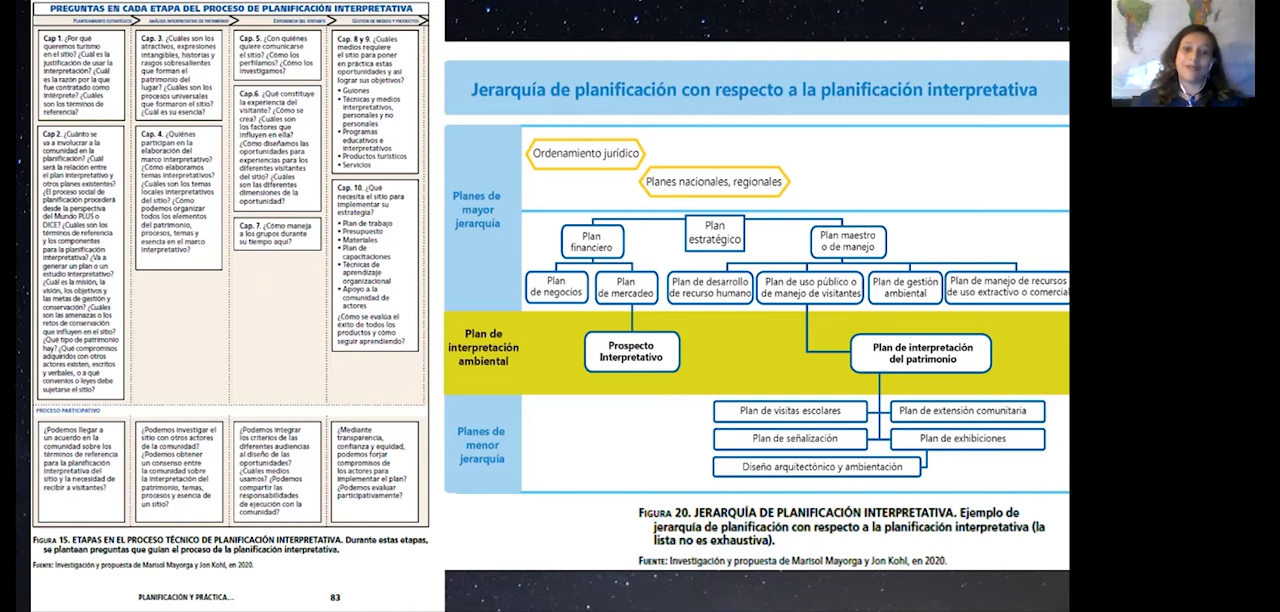 PREGUNTAS EN CADA ETAPA DEL PROCESO DE PLANIFICACIÓN INTERPRETATIVA
PLANTEAMIENTO ESTRATÉGICO
ANÁLISIS INTERPRETATIVO DE PATRIMONIO
EXPERIENCIA DEL VISITANTE
GESTIÓN DE MEDIOS Y PRODUCTOS
Cap 1. ¿Por qué
queremos turismo
en el sitio? ¿Cuál es la
justificación de usar la
interpretación? ¿Cuál
es la razón por la que
fue contratado como
intérprete? ¿Cuáles
son los términos de
referencia?
Cap 2. ¿Cuánto se
va a involucrar a la
comunidad en la
planificación? ¿Cuál
será la relación entre
el plan interpretativo y
otros planes existentes?
¿El proceso social de
planificación procederá
desde la perspectiva
del Mundo PLUS o
DICE? ¿Cuáles son los
términos de referencia
y los componentes
para la planificación
interpretativa? ¿Va a
generar un plan o un
estudio interpretativo?
¿Cuál es la misión, la
visión, los objetivos y
las metas de gestión y
conservación? ¿Cuáles
son las amenazas o los
retos de conservación
que influyen en el sitio?
¿Qué tipo de patrimonio
hay? ¿Qué compromisos
adquiridos con otros
actores existen, escritos
y verbales, o a qué
convenios o leyes debe
sujetarse el sitio?
Cap. 3. ¿Cuáles son los
atractivos, expresiones
intangibles, historias y
rasgos sobresalientes
que forman el
patrimonio del
lugar? ¿Cuáles son los
procesos universales
que formaron el sitio?
¿Cuál es su esencia?
Cap. 4. ¿Quiénes
participan en la
elaboración del
marco interpretativo?
¿Cómo elaboramos
temas interpretativos?
¿Cuáles son los temas
locales interpretativos
del sitio? ¿Cómo
podemos organizar
todos los elementos
del patrimonio,
procesos, temas y
esencia en el marco
interpretativo?
Cap. 5. ¿Con quiénes
quiere comunicarse
el sitio? ¿Cómo los
perfilamos? ¿Cómo los
investigamos?
Cap.6. ¿Qué constituye
la experiencia del
visitante? ¿Cómo se
crea? ¿Cuáles son
los factores que
influyen en ella?
¿Cómo diseñamos las
oportunidades para
experiencias para los
diferentes visitantes
del sitio? ¿Cuáles
son las diferentes
dimensiones de la
oportunidad?
Cap. 7. ¿Cómo maneja
a los grupos durante
su tiempo aquí?
Cap. 8 y 9. ¿Cuáles
medios requiere
el sitio para poner
en práctica estas
oportunidades y así
lograr sus objetivos?
• Guiones
• Técnicas y medios
interpretativos,
personales y no
personales
• Programas
educativos e
interpretativos
• Productos turísticos
• Servicios
Cap. 10. ¿Qué
necesita el sitio para
implementar su
estrategia?
• Plan de trabajo
• Presupuesto
• Materiales
• Plan de
capacitaciones
• Técnicas de
aprendizaje
organizacional
• Apoyo a la
comunidad de
actores
¿Cómo se evalúa el
éxito de todos los
productos y cómo
seguir aprendiendo?
PROCESO PARTICIPATIVO
¿Podemos llegar a
un acuerdo en la
comunidad sobre los
términos de referencia
para la planificación
interpretativa del
sitio y la necesidad de
recibir a visitantes?
¿Podemos investigar el
sitio con otros actores
de la comunidad?
¿Podemos obtener
un consenso entre
la comunidad sobre
la interpretación del
patrimonio, temas,
procesos y esencia de
un sitio?
¿Podemos integrar
los criterios de las
diferentes audiencias
al diseño de las
oportunidades?
¿Cuáles medios
usamos? ¿Podemos
compartir las
responsabilidades
de ejecución con la
comunidad?
¿Mediante
transparencia,
confianza y equidad,
podemos forjar
compromisos de
los actores para
implementar el plan?
¿Podemos evaluar
participativamente?
FIGURA 15. ETAPAS EN EL PROCESO TÉCNICO DE PLANIFICACIÓN INTERPRETATIVA. Durante estas etapas,
se plantean preguntas que guían el proceso de la planificación interpretativa.
FUENTE: Investigación y propuesta de Marisol Mayorga y Jon Kohl, en 2020.
PLANIFICACIÓN Y PRÁCTICA... 83
Jerarquía de planificación con respecto a la planificación interpretativa
Planes de
mayor
jerarquía
Ordenamiento jurídico
Planes nacionales, regionales
Plan
financiero
Plan
estratégico
Plan maestro
o de manejo
Plan
de negocios
Plan
de mercadeo
Plan de desarrollo
de recurso humano
Plan de uso público o
de manejo de visitantes
Plan de gestión
ambiental
Plan de manejo de recursos
de uso extractivo o comercial
Plan de
interpretación
ambiental
Prospecto
Interpretativo
Plan de interpretación
del patrimonio
Planes de
menor
jerarquía
Plan de visitas escolares
Plan de extensión comunitaria
Plan de señalización
Plan de exhibiciones
Diseño arquitectónico y ambientación
FIGURA 20. JERARQUÍA DE PLANIFICACIÓN INTERPRETATIVA. Ejemplo de
jerarquía de planificación con respecto a la planificación interpretativa (la
lista no es exhaustiva).
FUENTE: Investigación y propuesta de Marisol Mayorga y Jon Kohl, en 2020.